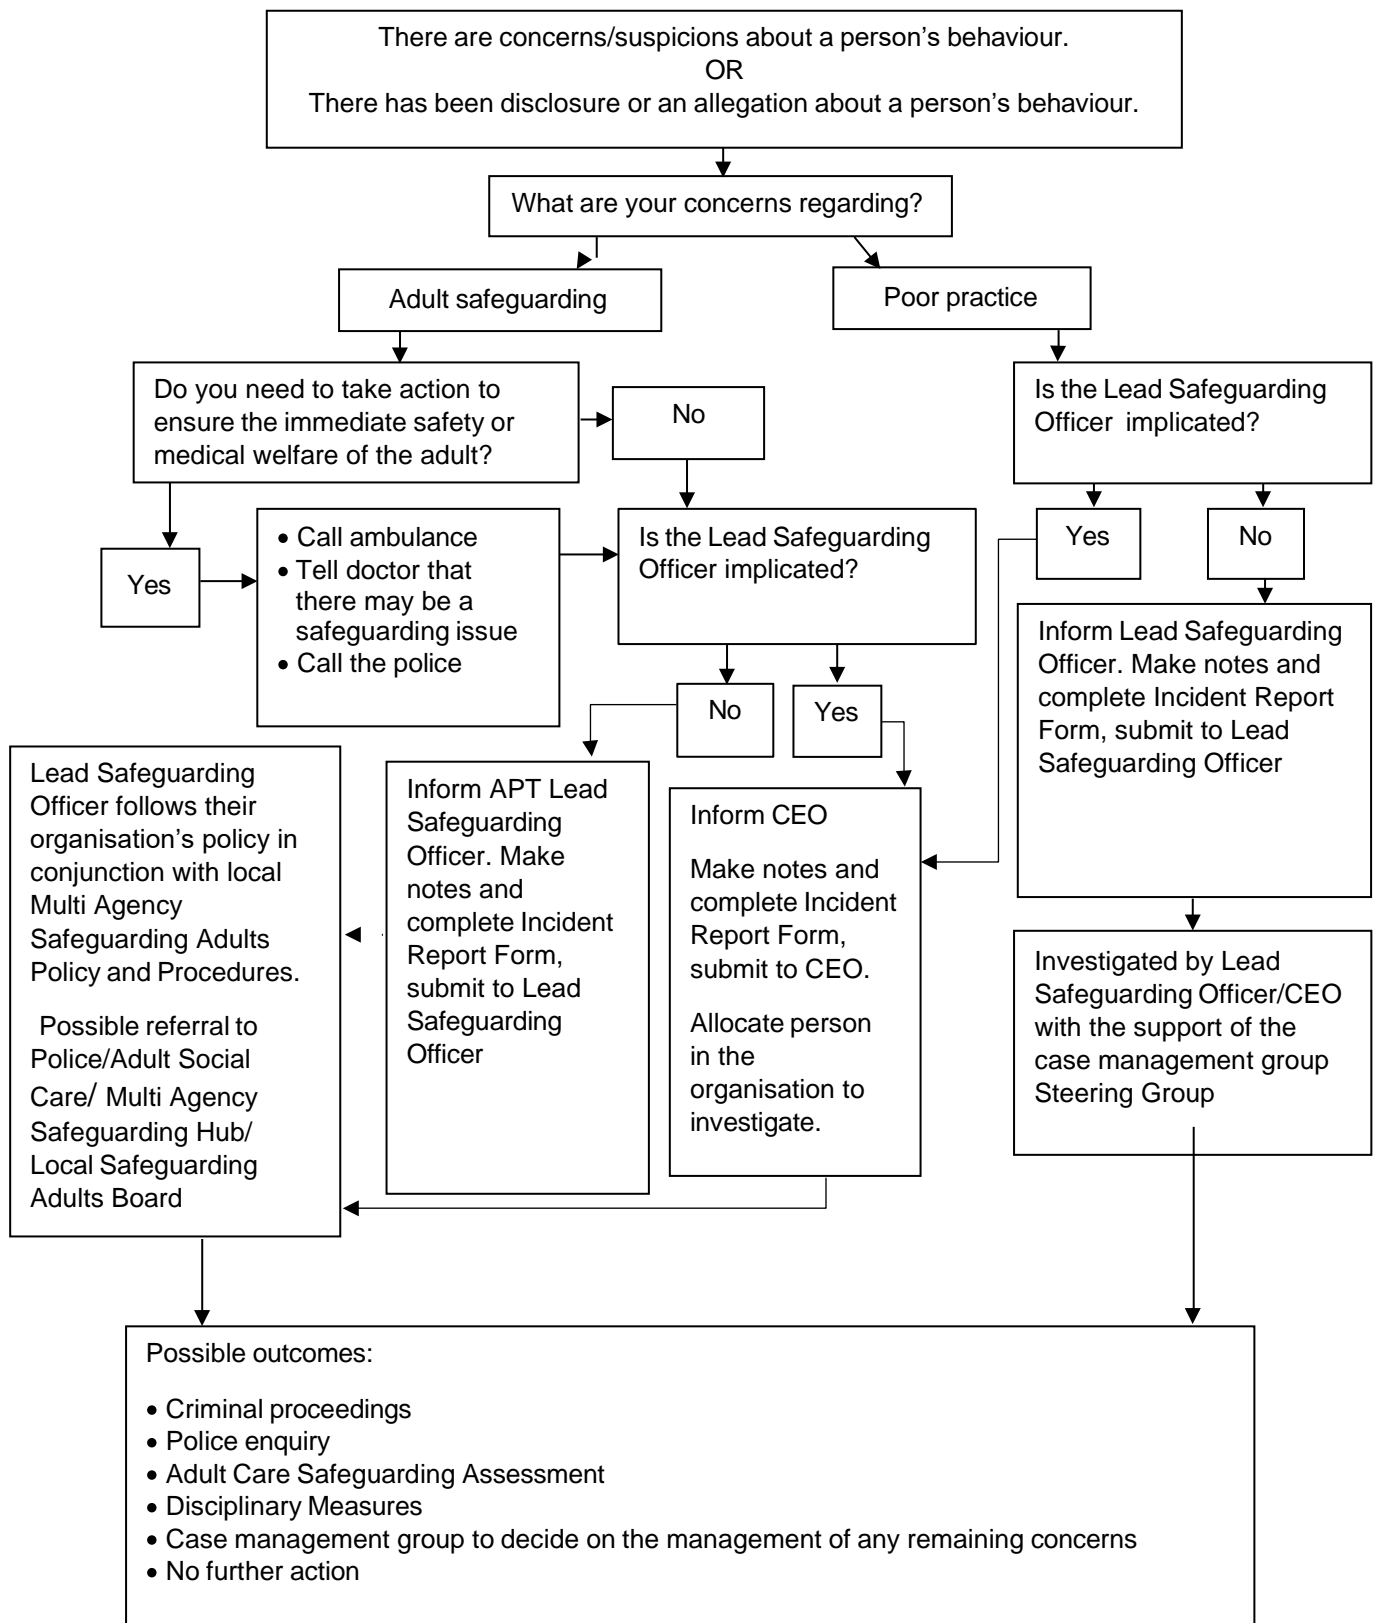 There are concerns/suspicions about a person’s behaviour.
OR
There has been disclosure or an allegation about a person’s behaviour.
What are your concerns regarding?
Adult safeguarding
Poor practice
Do you need to take action to
ensure the immediate safety or
medical welfare of the adult?
No
Is the Lead Safeguarding
Officer implicated?
Yes
• Call ambulance
• Tell doctor that
there may be a
safeguarding issue
• Call the police
Is the Lead Safeguarding
Officer implicated?
Yes
No
No
Yes
Inform Lead Safeguarding
Officer. Make notes and
complete Incident Report
Form, submit to Lead
Safeguarding Officer
Lead Safeguarding
Officer follows their
organisation’s policy in
conjunction with local
Multi Agency
Safeguarding Adults
Policy and Procedures.
Possible referral to
Police/Adult Social
Care/ Multi Agency
Safeguarding Hub/
Local Safeguarding
Adults Board
Inform APT Lead
Safeguarding
Officer. Make
notes and
complete Incident
Report Form,
submit to Lead
Safeguarding
Officer
Inform CEO
Make notes and
complete Incident
Report Form,
submit to CEO.
Allocate person
in the
organisation to
investigate.
Investigated by Lead
Safeguarding Officer/CEO
with the support of the
case management group
Steering Group
Possible outcomes:
• Criminal proceedings
• Police enquiry
• Adult Care Safeguarding Assessment
• Disciplinary Measures
• Case management group to decide on the management of any remaining concerns
• No further action